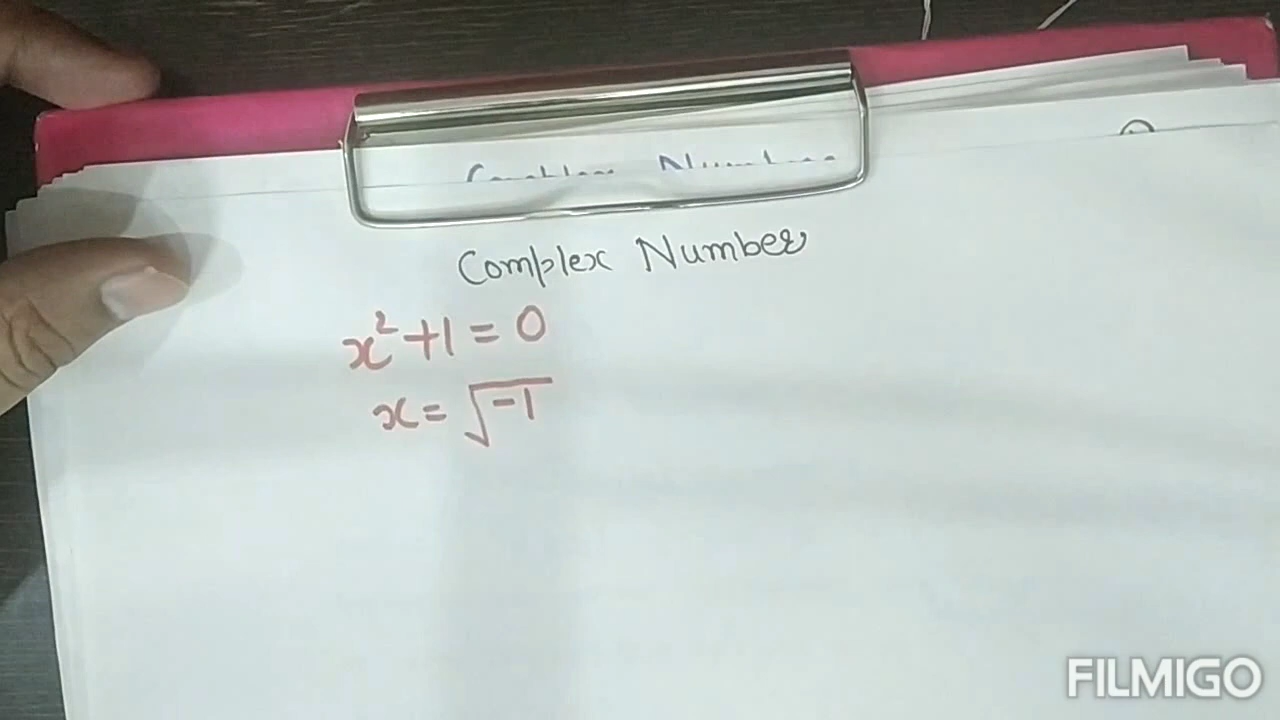 Complex Number
x² + 1 = 0
x = √-1
FILMIGO